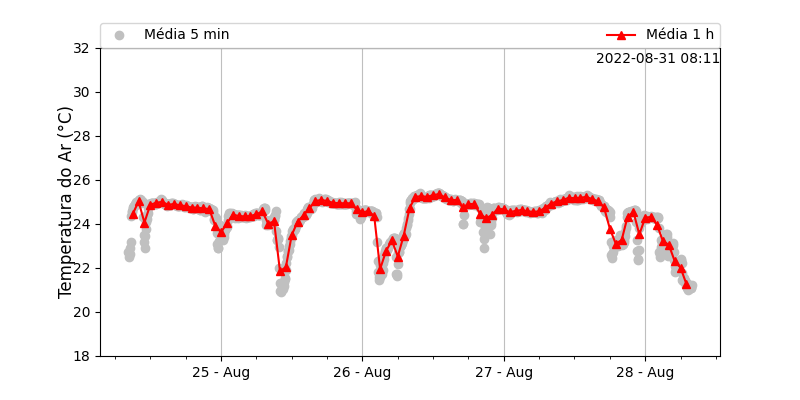 Média 5 min
Média 1 h
2022-08-31 08:11
Temperatura do Ar (°C)
32
30
28
26
24
22
20
18
25 - Aug
26 - Aug
27 - Aug
28 - Aug